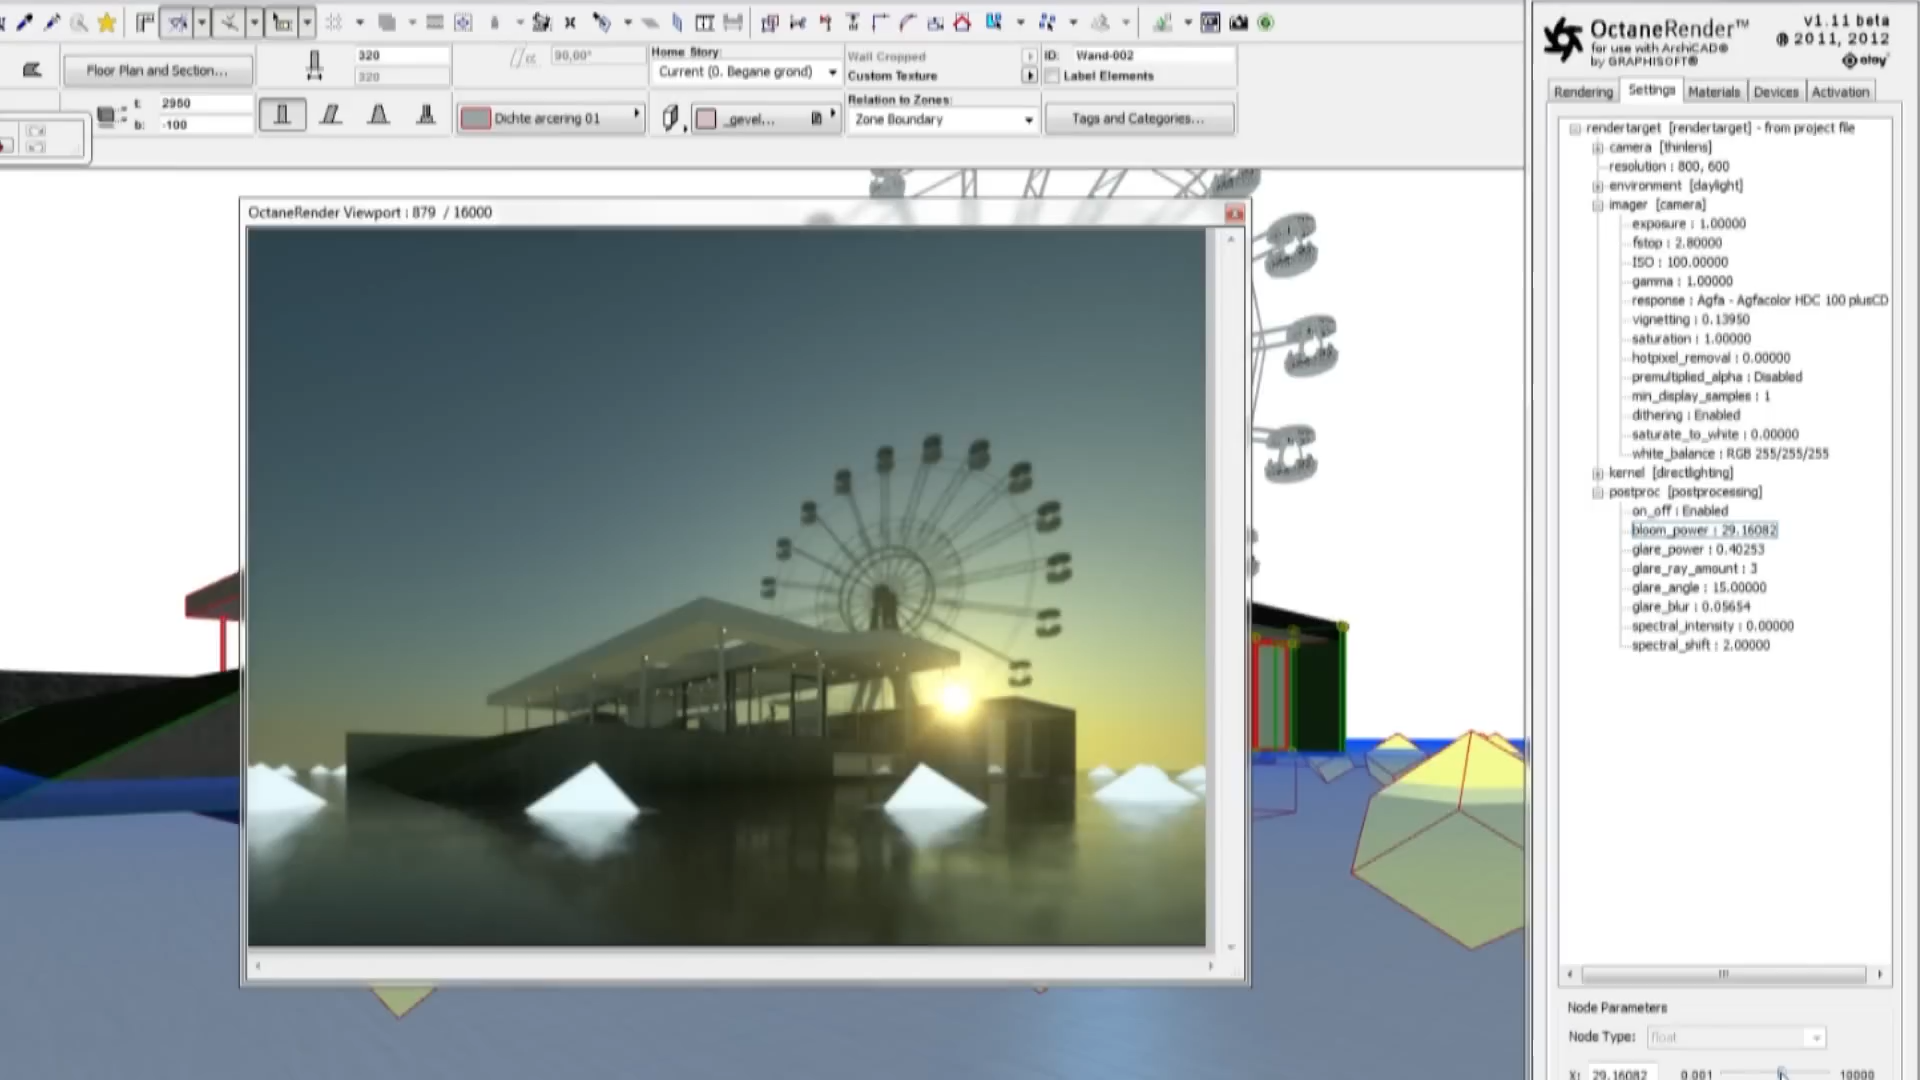 320
90,00°
Home Story:
Wall Cropped
ID: Wand-002
Floor Plan and Section...
320
Current (0. Begane grond)
Custom Texture
Label Elements
t: 2950
b: -100
Dichte arcering 01
_gevel...
Relation to Zones:
Zone Boundary
Tags and Categories...
OctaneRender™
for use with ArchiCAD®
by GRAPHISOFT®
v1.11 beta
© 2011, 2012
otoy
Rendering Settings Materials Devices Activation
rendertarget [rendertarget] - from project file
camera [thinlens]
resolution : 800, 600
environment [daylight]
imager [camera]
exposure : 1.00000
fstop : 2.80000
ISO : 100.00000
gamma : 1.00000
response : Agfa - Agfacolor HDC 100 plusCD
vignetting : 0.13950
saturation : 1.00000
hotpixel_removal : 0.00000
premultiplied_alpha : Disabled
min_display_samples : 1
dithering : Enabled
saturate_to_white : 0.00000
white_balance : RGB 255/255/255
kernel [directlighting]
postproc [postprocessing]
on_off : Enabled
bloom_power : 29.16082
glare_power : 0.40253
glare_ray_amount : 3
glare_angle : 15.00000
glare_blur : 0.05654
spectral_intensity : 0.00000
spectral_shift : 2.00000
Node Parameters
Node Type: float
X: 29.16082 0.001 10000
OctaneRender Viewport : 879 / 16000